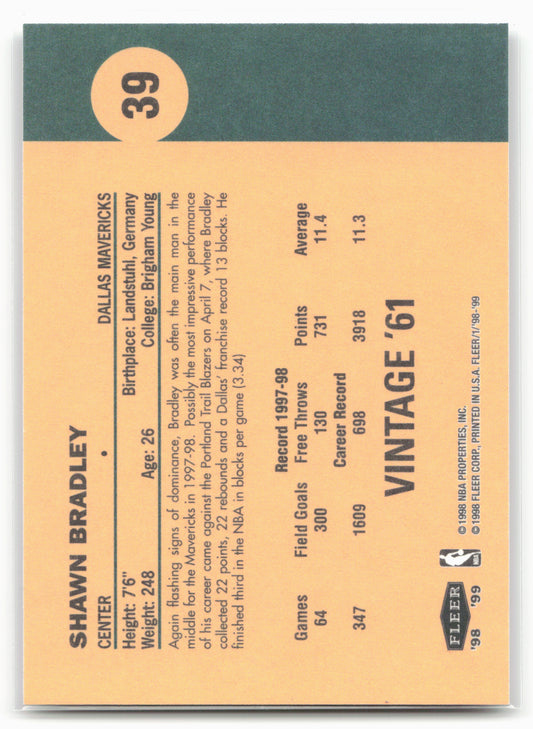 39
SHAWN BRADLEY
CENTER • DALLAS MAVERICKS
Height: 7'6" Birthplace: Landstuhl, Germany
Weight: 248 Age: 26 College: Brigham Young
Again flashing signs of dominance, Bradley was often the main man in the
middle for the Mavericks in 1997-98. Possibly the most impressive performance
of his career came against the Portland Trail Blazers on April 7, where Bradley
collected 22 points, 22 rebounds and a Dallas' franchise record 13 blocks. He
finished third in the NBA in blocks per game (3.34)
Record 1997-98
Games Field Goals Free Throws Points Average
64 300 130 731 11.4
Career Record
347 1609 698 3918 11.3
VINTAGE '61
FLEER
'98 '99
NBA
© 1998 NBA PROPERTIES, INC.
© 1998 FLEER CORP., PRINTED IN U.S.A. FLEER/1/'98-'99